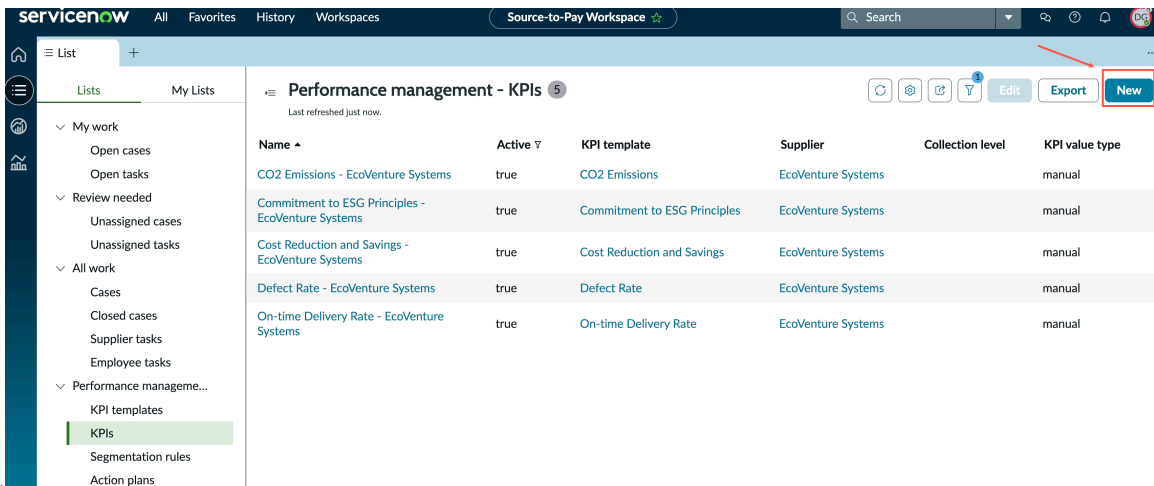 servicenow All Favorites History Workspaces Source-to-Pay Workspace Search DG
List
Lists My Lists
My work
Open cases
Open tasks
Review needed
Unassigned cases
Unassigned tasks
All work
Cases
Closed cases
Supplier tasks
Employee tasks
Performance manageme...
KPI templates
KPIs
Segmentation rules
Action plans
Performance management - KPIs 5
Last refreshed just now.
1
Edit Export New
Name Active KPI template Supplier Collection level KPI value type
CO2 Emissions - EcoVenture Systems true CO2 Emissions EcoVenture Systems manual
Commitment to ESG Principles -
EcoVenture Systems true Commitment to ESG Principles EcoVenture Systems manual
Cost Reduction and Savings -
EcoVenture Systems true Cost Reduction and Savings EcoVenture Systems manual
Defect Rate - EcoVenture Systems true Defect Rate EcoVenture Systems manual
On-time Delivery Rate - EcoVenture
Systems true On-time Delivery Rate EcoVenture Systems manual